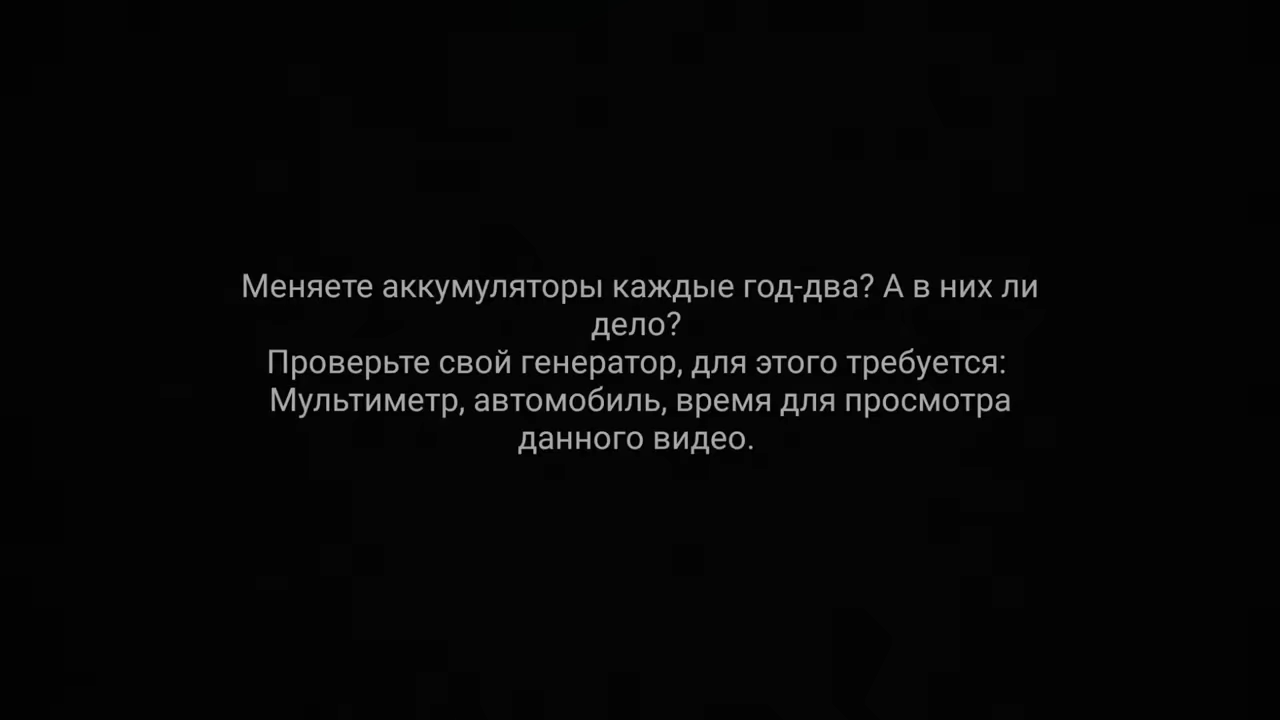 Меняете аккумуляторы каждые год-два? А в них ли
дело?
Проверьте свой генератор, для этого требуется:
Мультиметр, автомобиль, время для просмотра
данного видео.